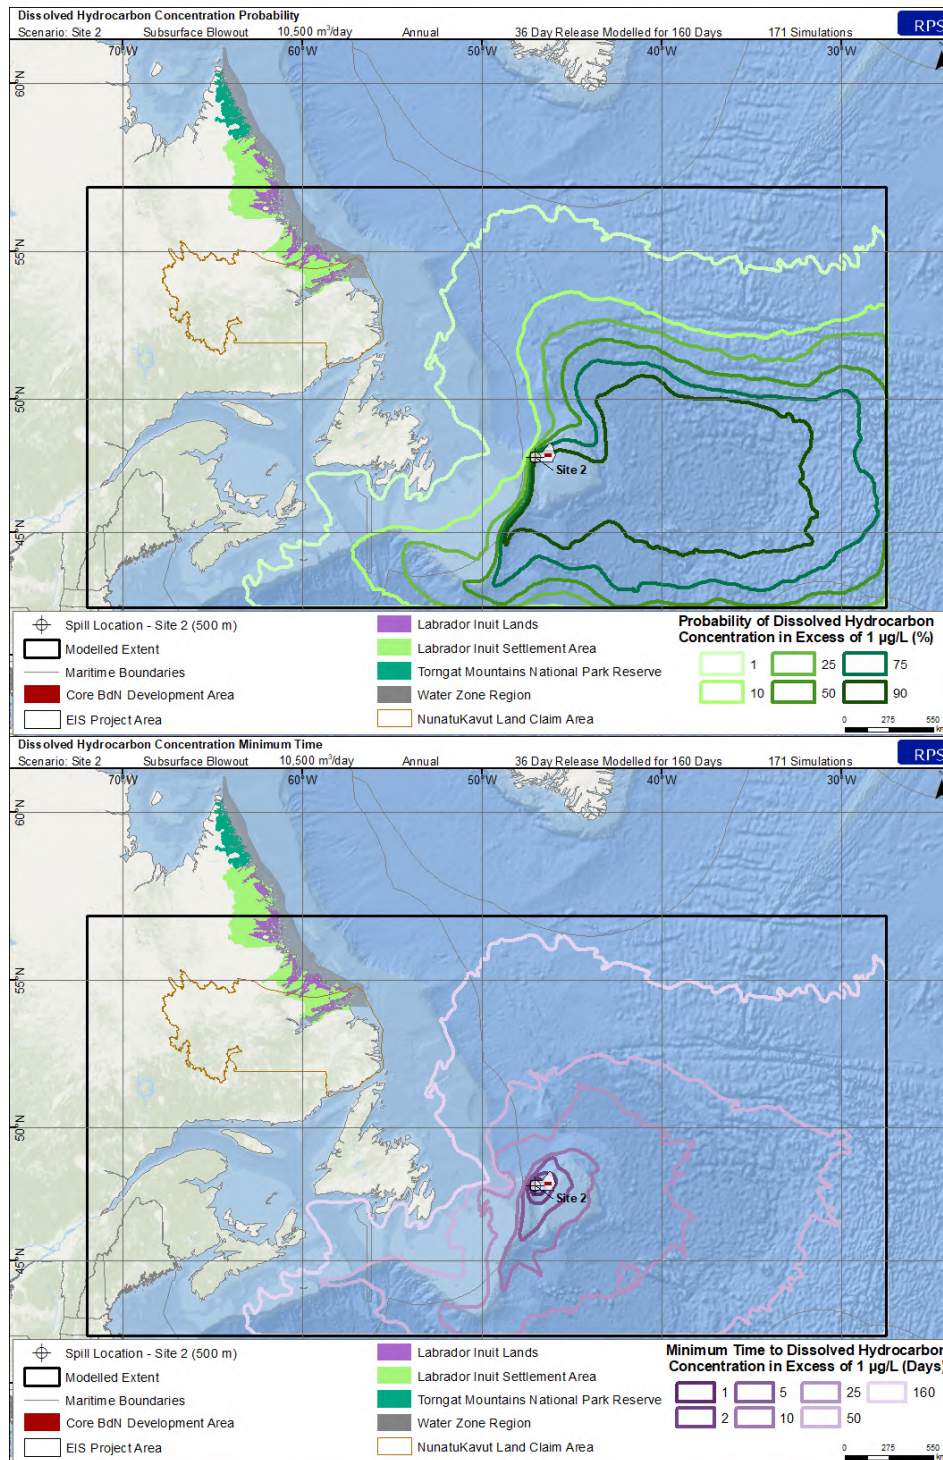 Dissolved Hydrocarbon Concentration Probability
Scenario: Site 2 Subsurface Blowout 10,500 m³/day Annual 36 Day Release Modelled for 160 Days 171 Simulations
RPS
70°W 60°W 50°W 40°W 30°W
60°N
55°N
50°N
45°N
Site 2
Spill Location - Site 2 (500 m)
Modelled Extent
Maritime Boundaries
Core BdN Development Area
EIS Project Area
Labrador Inuit Lands
Labrador Inuit Settlement Area
Torngat Mountains National Park Reserve
Water Zone Region
NunatuKavut Land Claim Area
Probability of Dissolved Hydrocarbon
Concentration in Excess of 1 µg/L (%)
1 25 75
10 50 90
0 275 550
km
Dissolved Hydrocarbon Concentration Minimum Time
Scenario: Site 2 Subsurface Blowout 10,500 m³/day Annual 36 Day Release Modelled for 160 Days 171 Simulations
RPS
70°W 60°W 50°W 40°W 30°W
60°N
55°N
50°N
45°N
Site 2
Spill Location - Site 2 (500 m)
Modelled Extent
Maritime Boundaries
Core BdN Development Area
EIS Project Area
Labrador Inuit Lands
Labrador Inuit Settlement Area
Torngat Mountains National Park Reserve
Water Zone Region
NunatuKavut Land Claim Area
Minimum Time to Dissolved Hydrocarbon
Concentration in Excess of 1 µg/L (Days)
1 5 25 160
2 10 50
0 275 550
km